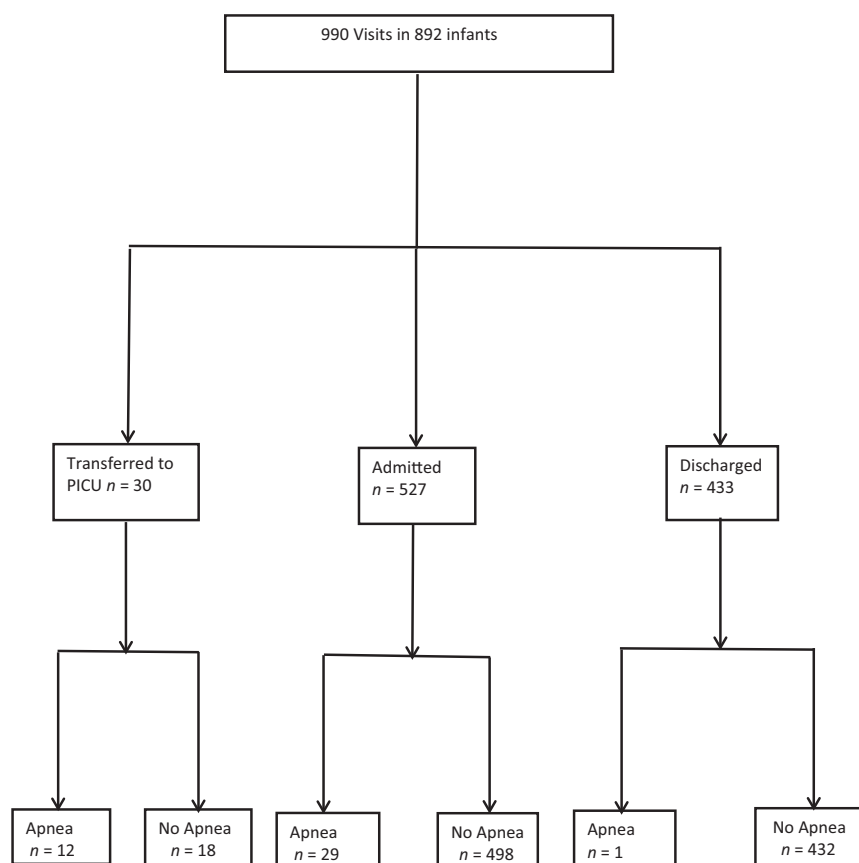 990 Visits in 892 infants
Transferred to
PICU n = 30
Admitted
n = 527
Discharged
n = 433
Apnea
n = 12
No Apnea
n = 18
Apnea
n = 29
No Apnea
n = 498
Apnea
n = 1
No Apnea
n = 432